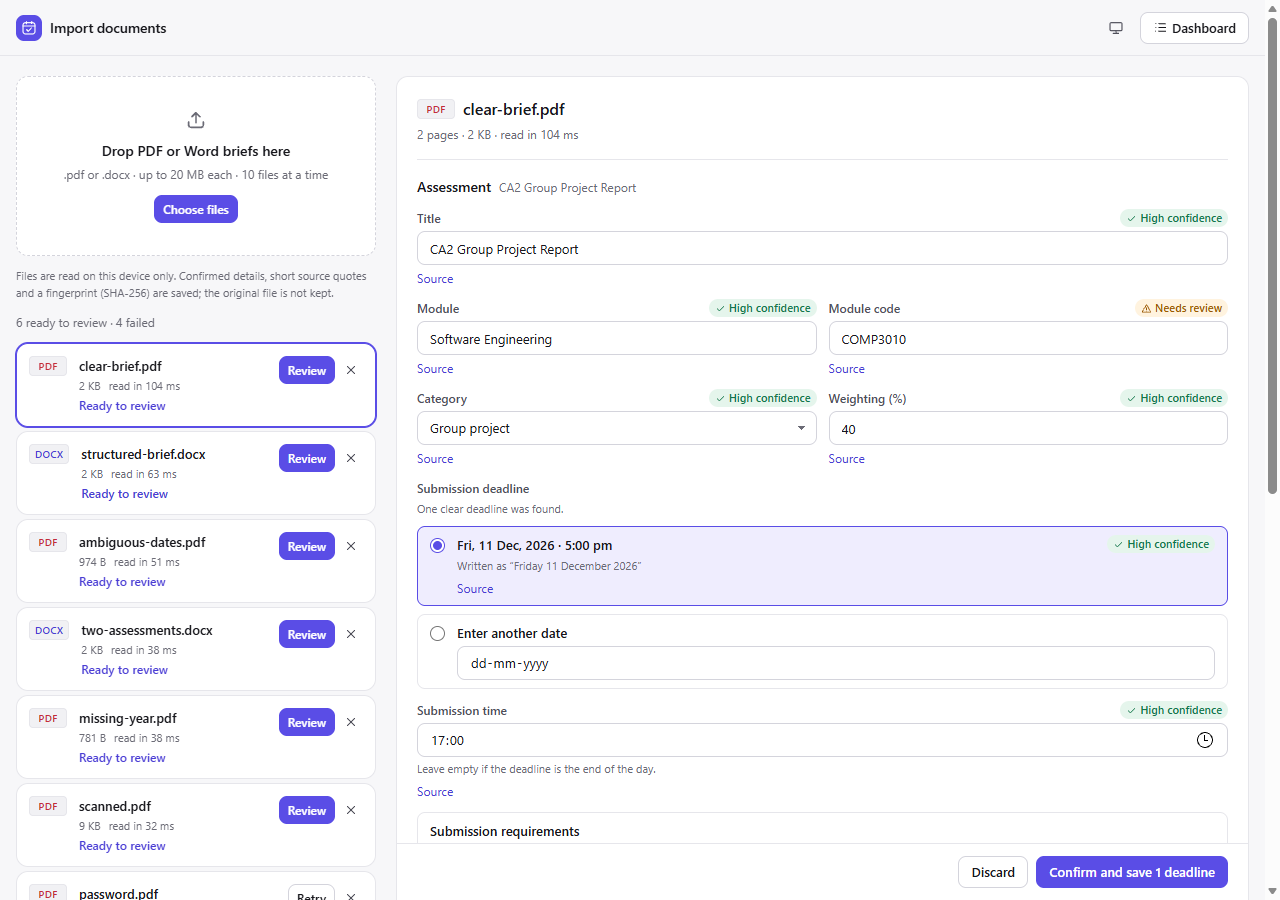 Import documents
Dashboard
Drop PDF or Word briefs here
.pdf or .docx · up to 20 MB each · 10 files at a time
Choose files
Files are read on this device only. Confirmed details, short source quotes
and a fingerprint (SHA-256) are saved; the original file is not kept.
6 ready to review · 4 failed
PDF clear-brief.pdf Review
2 KB read in 104 ms
Ready to review
DOCX structured-brief.docx Review
2 KB read in 63 ms
Ready to review
PDF ambiguous-dates.pdf Review
974 B read in 51 ms
Ready to review
DOCX two-assessments.docx Review
2 KB read in 38 ms
Ready to review
PDF missing-year.pdf Review
781 B read in 38 ms
Ready to review
PDF scanned.pdf Review
9 KB read in 32 ms
Ready to review
PDF password.pdf Retry
PDF clear-brief.pdf
2 pages · 2 KB · read in 104 ms
Assessment CA2 Group Project Report
Title High confidence
CA2 Group Project Report
Source
Module High confidence Module code Needs review
Software Engineering COMP3010
Source Source
Category High confidence Weighting (%) High confidence
Group project 40
Source Source
Submission deadline
One clear deadline was found.
Fri, 11 Dec, 2026 · 5:00 pm High confidence
Written as "Friday 11 December 2026"
Source
Enter another date
dd-mm-yyyy
Submission time High confidence
17:00
Leave empty if the deadline is the end of the day.
Source
Submission requirements
Discard Confirm and save 1 deadline